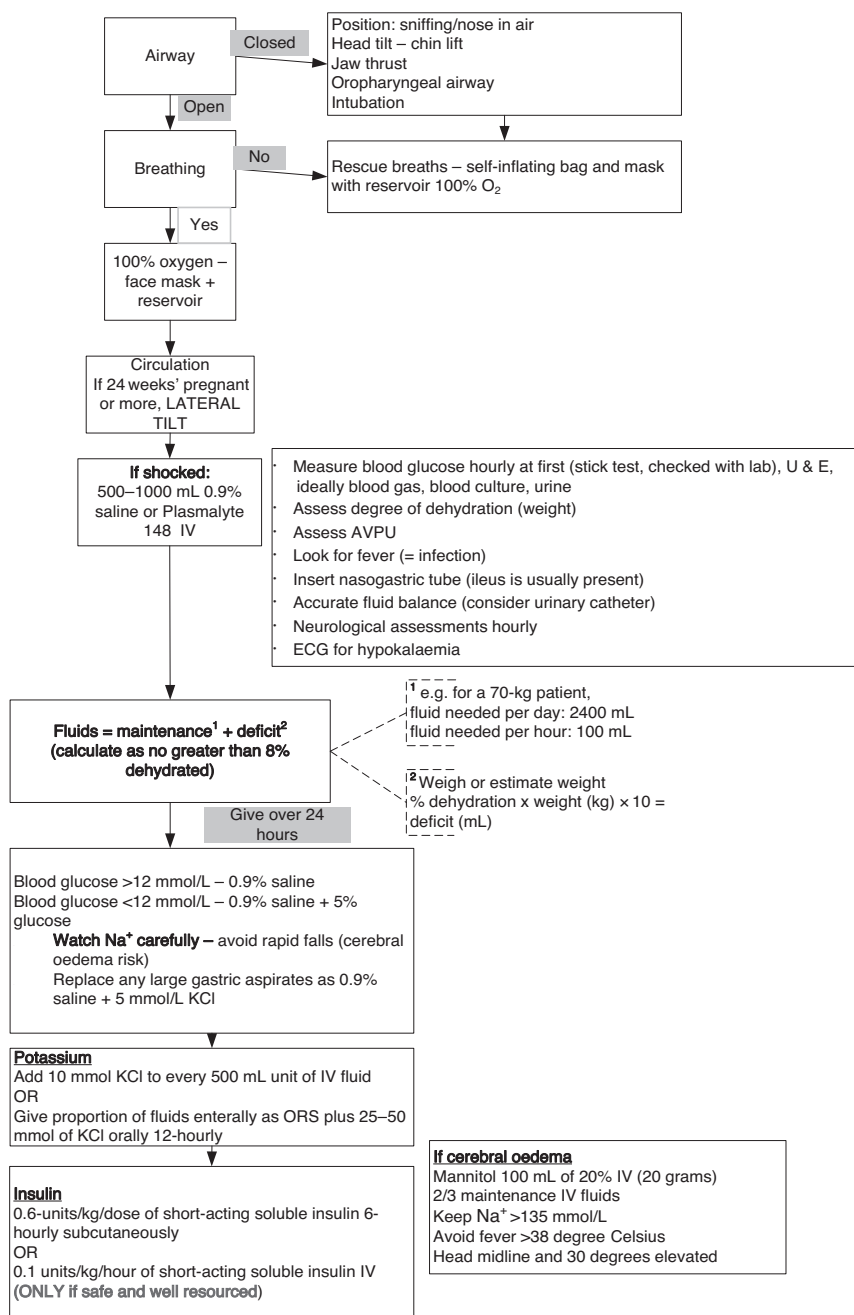 Airway
Closed
Position: sniffing/nose in air
Head tilt – chin lift
Jaw thrust
Oropharyngeal airway
Intubation
Open
Breathing
No
Rescue breaths – self-inflating bag and mask
with reservoir 100% O₂
Yes
100% oxygen –
face mask +
reservoir
Circulation
If 24 weeks' pregnant
or more, LATERAL
TILT
If shocked:
500–1000 mL 0.9%
saline or Plasmalyte
148 IV
· Measure blood glucose hourly at first (stick test, checked with lab), U & E,
ideally blood gas, blood culture, urine
· Assess degree of dehydration (weight)
· Assess AVPU
· Look for fever (= infection)
· Insert nasogastric tube (ileus is usually present)
· Accurate fluid balance (consider urinary catheter)
· Neurological assessments hourly
· ECG for hypokalaemia
Fluids = maintenance¹ + deficit²
(calculate as no greater than 8%
dehydrated)
¹ e.g. for a 70-kg patient,
fluid needed per day: 2400 mL
fluid needed per hour: 100 mL
² Weigh or estimate weight
% dehydration x weight (kg) × 10 =
deficit (mL)
Give over 24
hours
Blood glucose >12 mmol/L – 0.9% saline
Blood glucose <12 mmol/L – 0.9% saline + 5%
glucose
Watch Na⁺ carefully – avoid rapid falls (cerebral
oedema risk)
Replace any large gastric aspirates as 0.9%
saline + 5 mmol/L KCl
Potassium
Add 10 mmol KCl to every 500 mL unit of IV fluid
OR
Give proportion of fluids enterally as ORS plus 25–50
mmol of KCl orally 12-hourly
Insulin
0.6-units/kg/dose of short-acting soluble insulin 6-
hourly subcutaneously
OR
0.1 units/kg/hour of short-acting soluble insulin IV
(ONLY if safe and well resourced)
If cerebral oedema
Mannitol 100 mL of 20% IV (20 grams)
2/3 maintenance IV fluids
Keep Na⁺ >135 mmol/L
Avoid fever >38 degree Celsius
Head midline and 30 degrees elevated